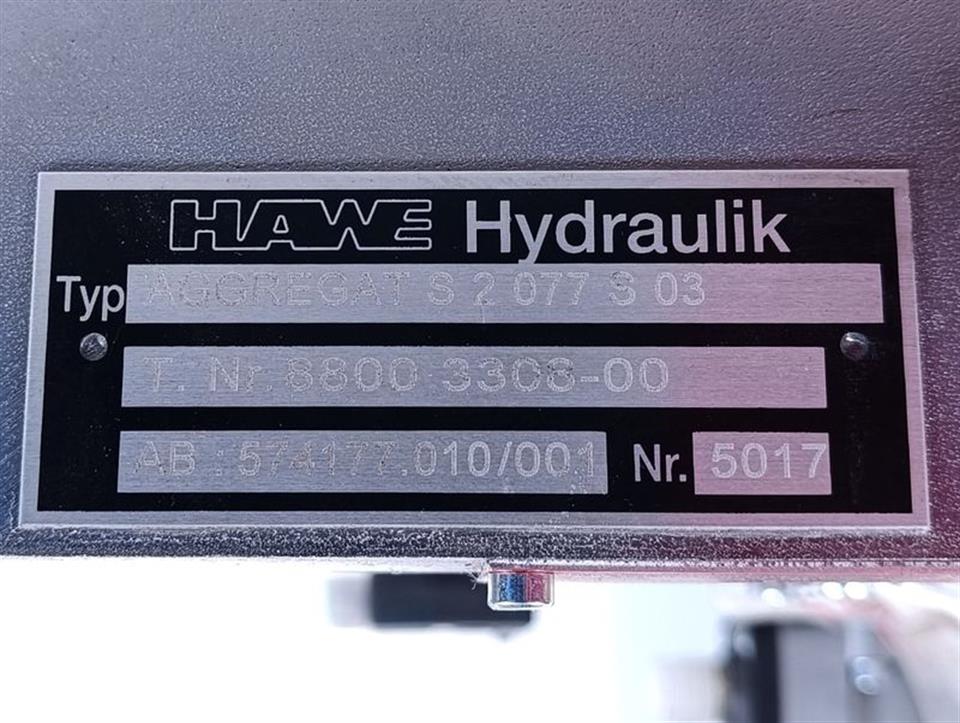 HAWE Hydraulik
Typ AGGREGAT S 2 077 S 03
T. Nr. 8800 3308-00
AB : 574177.010/001 Nr. 5017